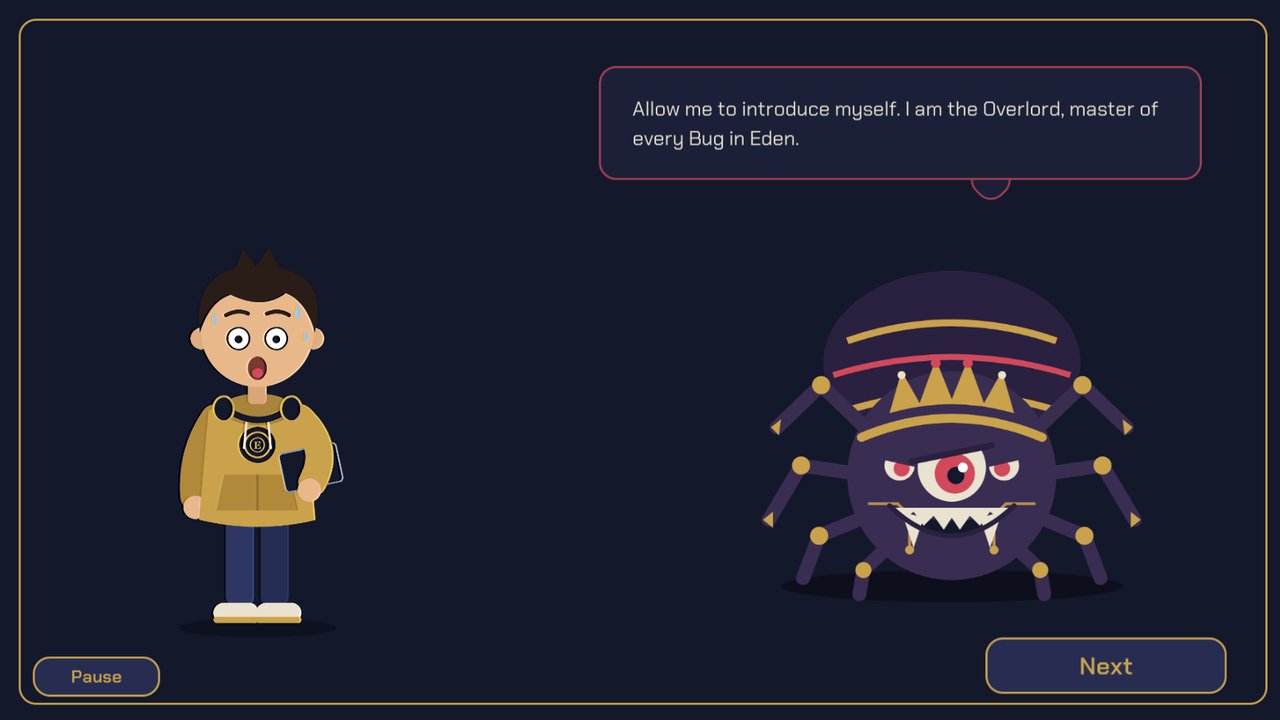 Allow me to introduce myself. I am the Overlord, master of
every Bug in Eden.
E
Pause
Next